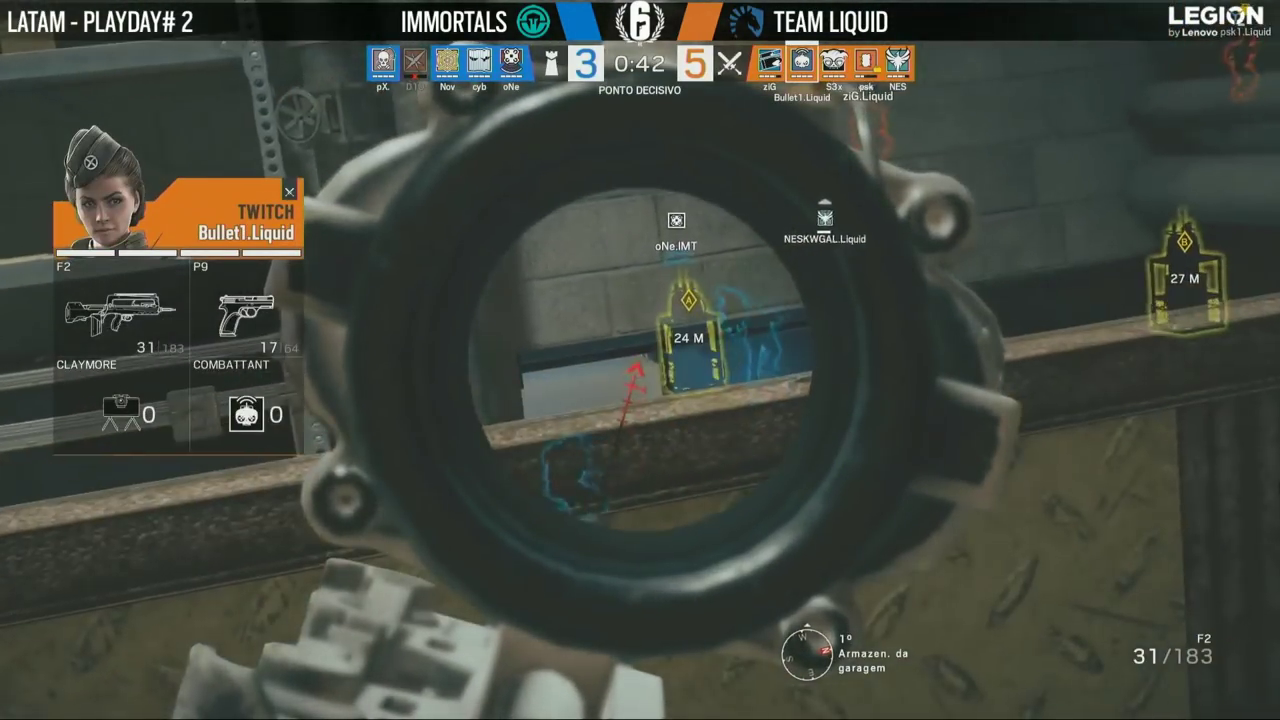 LATAM - PLAYDAY# 2
IMMORTALS
6
TEAM LIQUID
LEGION
by Lenovo psk1.Liquid
3
0:42
5
pX.
Nov
cyb
oNe
PONTO DECISIVO
ziG
S3x
psk
NES
Bullet1.Liquid
ziG.Liquid
TWITCH
Bullet1.Liquid
F2
P9
31/183
17/64
CLAYMORE
COMBATTANT
0
0
oNe.IMT
NESKWGAL.Liquid
A
24 M
B
27 M
W
N
S
1º
Armazen. da
garagem
F2
31/183